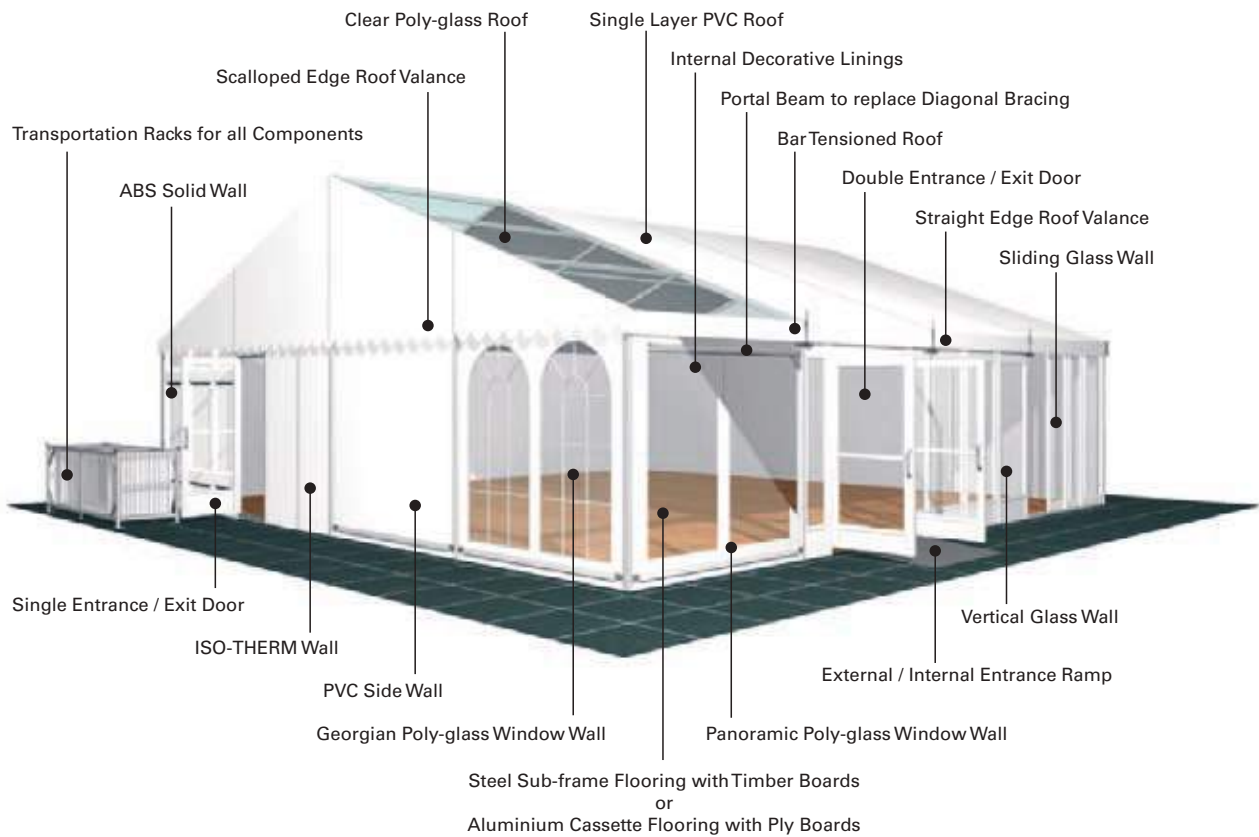 Clear Poly-glass Roof
Single Layer PVC Roof
Internal Decorative Linings
Scalloped Edge Roof Valance
Portal Beam to replace Diagonal Bracing
Transportation Racks for all Components
Bar Tensioned Roof
ABS Solid Wall
Double Entrance / Exit Door
Straight Edge Roof Valance
Sliding Glass Wall
Single Entrance / Exit Door
Vertical Glass Wall
ISO-THERM Wall
External / Internal Entrance Ramp
PVC Side Wall
Georgian Poly-glass Window Wall
Panoramic Poly-glass Window Wall
Steel Sub-frame Flooring with Timber Boards
or
Aluminium Cassette Flooring with Ply Boards